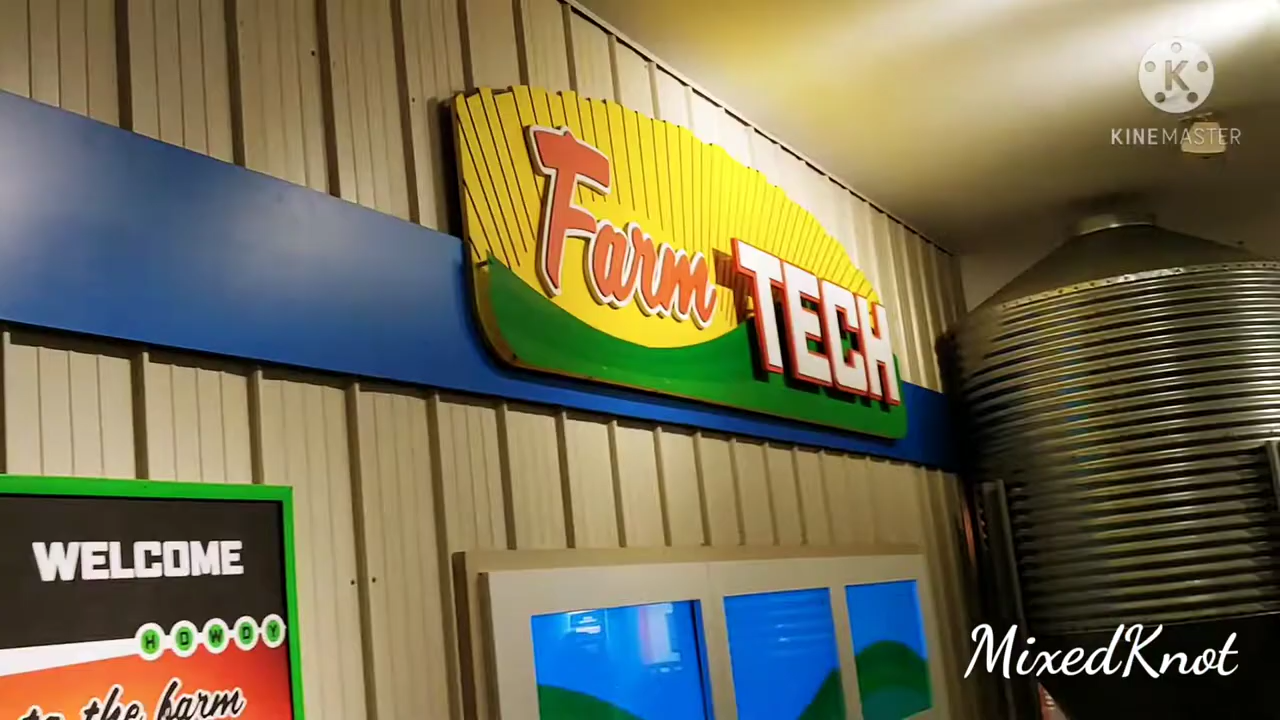 K
KINEMASTER
Farm
TECH
WELCOME
HOWDY
to the farm
MixedKnot